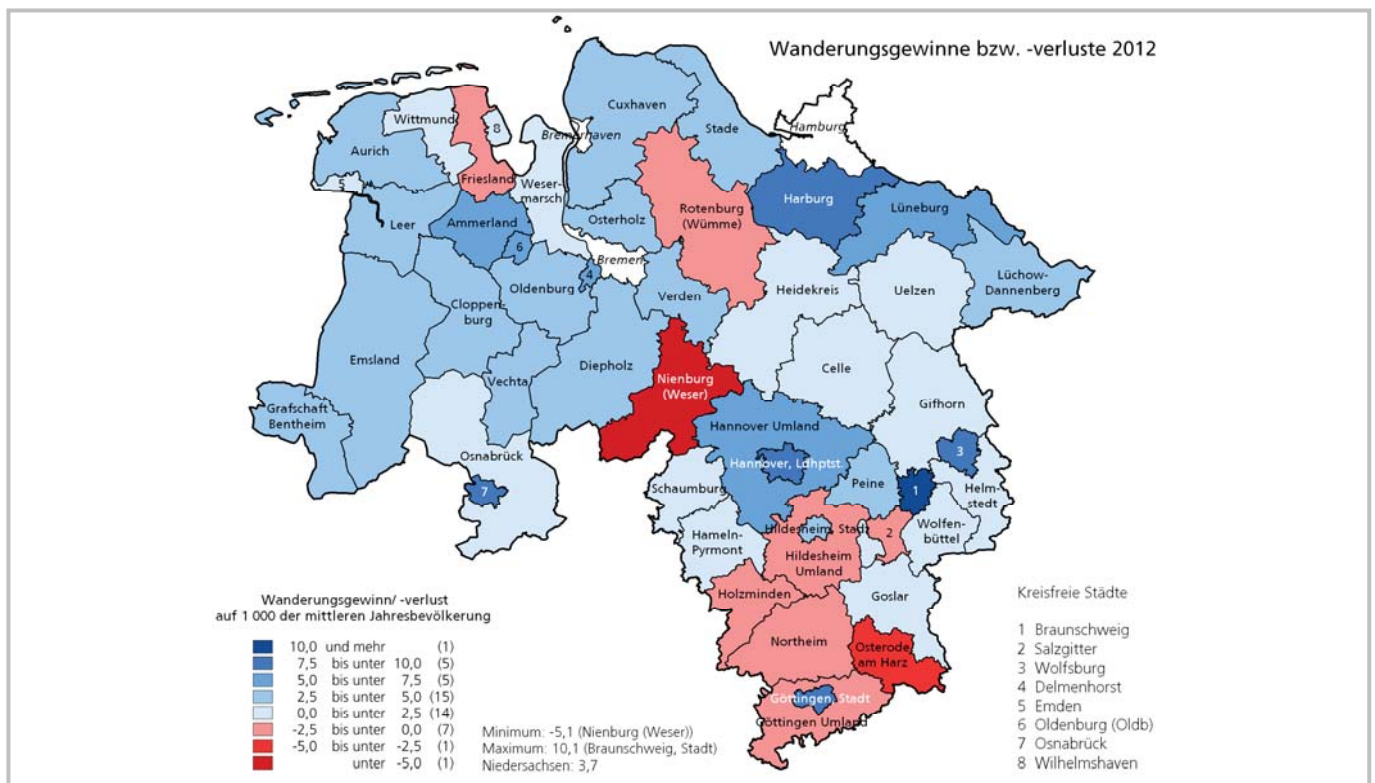 Wanderungsgewinne bzw. -verluste 2012
Cuxhaven
Wittmund
8
Bremerhaven
Stade
Hamburg
Aurich
5
Friesland
Weser-
marsch
Harburg
Lüneburg
Leer
Ammerland
Osterholz
Rotenburg
(Wümme)
6
Bremen
4
Lüchow-
Dannenberg
Oldenburg
Verden
Heidekreis
Uelzen
Cloppen-
burg
Emsland
Diepholz
Nienburg
(Weser)
Celle
Vechta
Gifhorn
Grafschaft
Bentheim
Hannover Umland
Osnabrück
Hannover, Ldhptst.
3
7
Schaumburg
Peine
1
Helm-
stedt
Hameln-
Pyrmont
Hildesheim, Stadt
2
Wolfen-
büttel
Hildesheim
Umland
Holzminden
Goslar
Northeim
Osterode
am Harz
Göttingen, Stadt
Göttingen Umland
Wanderungsgewinn/ -verlust
auf 1 000 der mittleren Jahresbevölkerung
10,0 und mehr (1)
7,5 bis unter 10,0 (5)
5,0 bis unter 7,5 (5)
2,5 bis unter 5,0 (15)
0,0 bis unter 2,5 (14)
-2,5 bis unter 0,0 (7)
-5,0 bis unter -2,5 (1)
unter -5,0 (1)
Minimum: -5,1 (Nienburg (Weser))
Maximum: 10,1 (Braunschweig, Stadt)
Niedersachsen: 3,7
Kreisfreie Städte
1 Braunschweig
2 Salzgitter
3 Wolfsburg
4 Delmenhorst
5 Emden
6 Oldenburg (Oldb)
7 Osnabrück
8 Wilhelmshaven